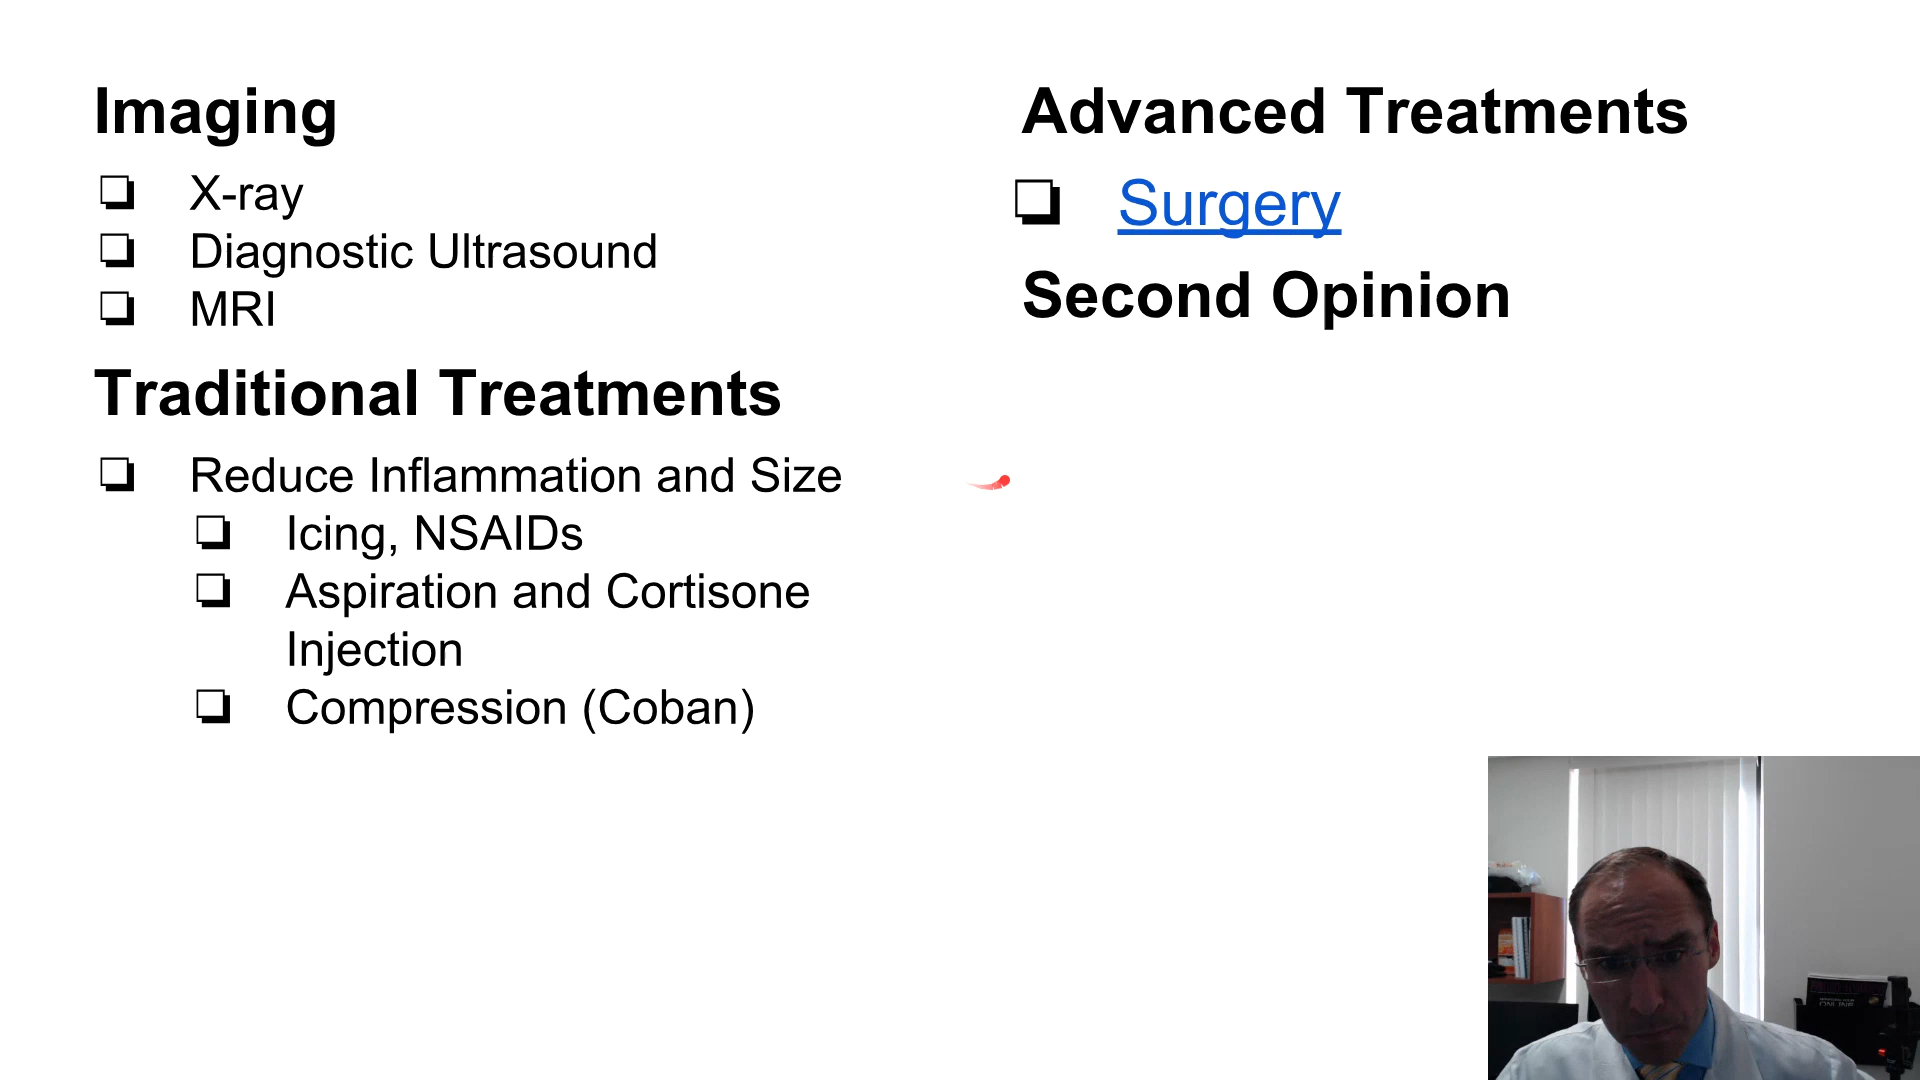 Imaging
X-ray
Diagnostic Ultrasound
MRI
Traditional Treatments
Reduce Inflammation and Size
Icing, NSAIDs
Aspiration and Cortisone
Injection
Compression (Coban)
Advanced Treatments
Surgery
Second Opinion